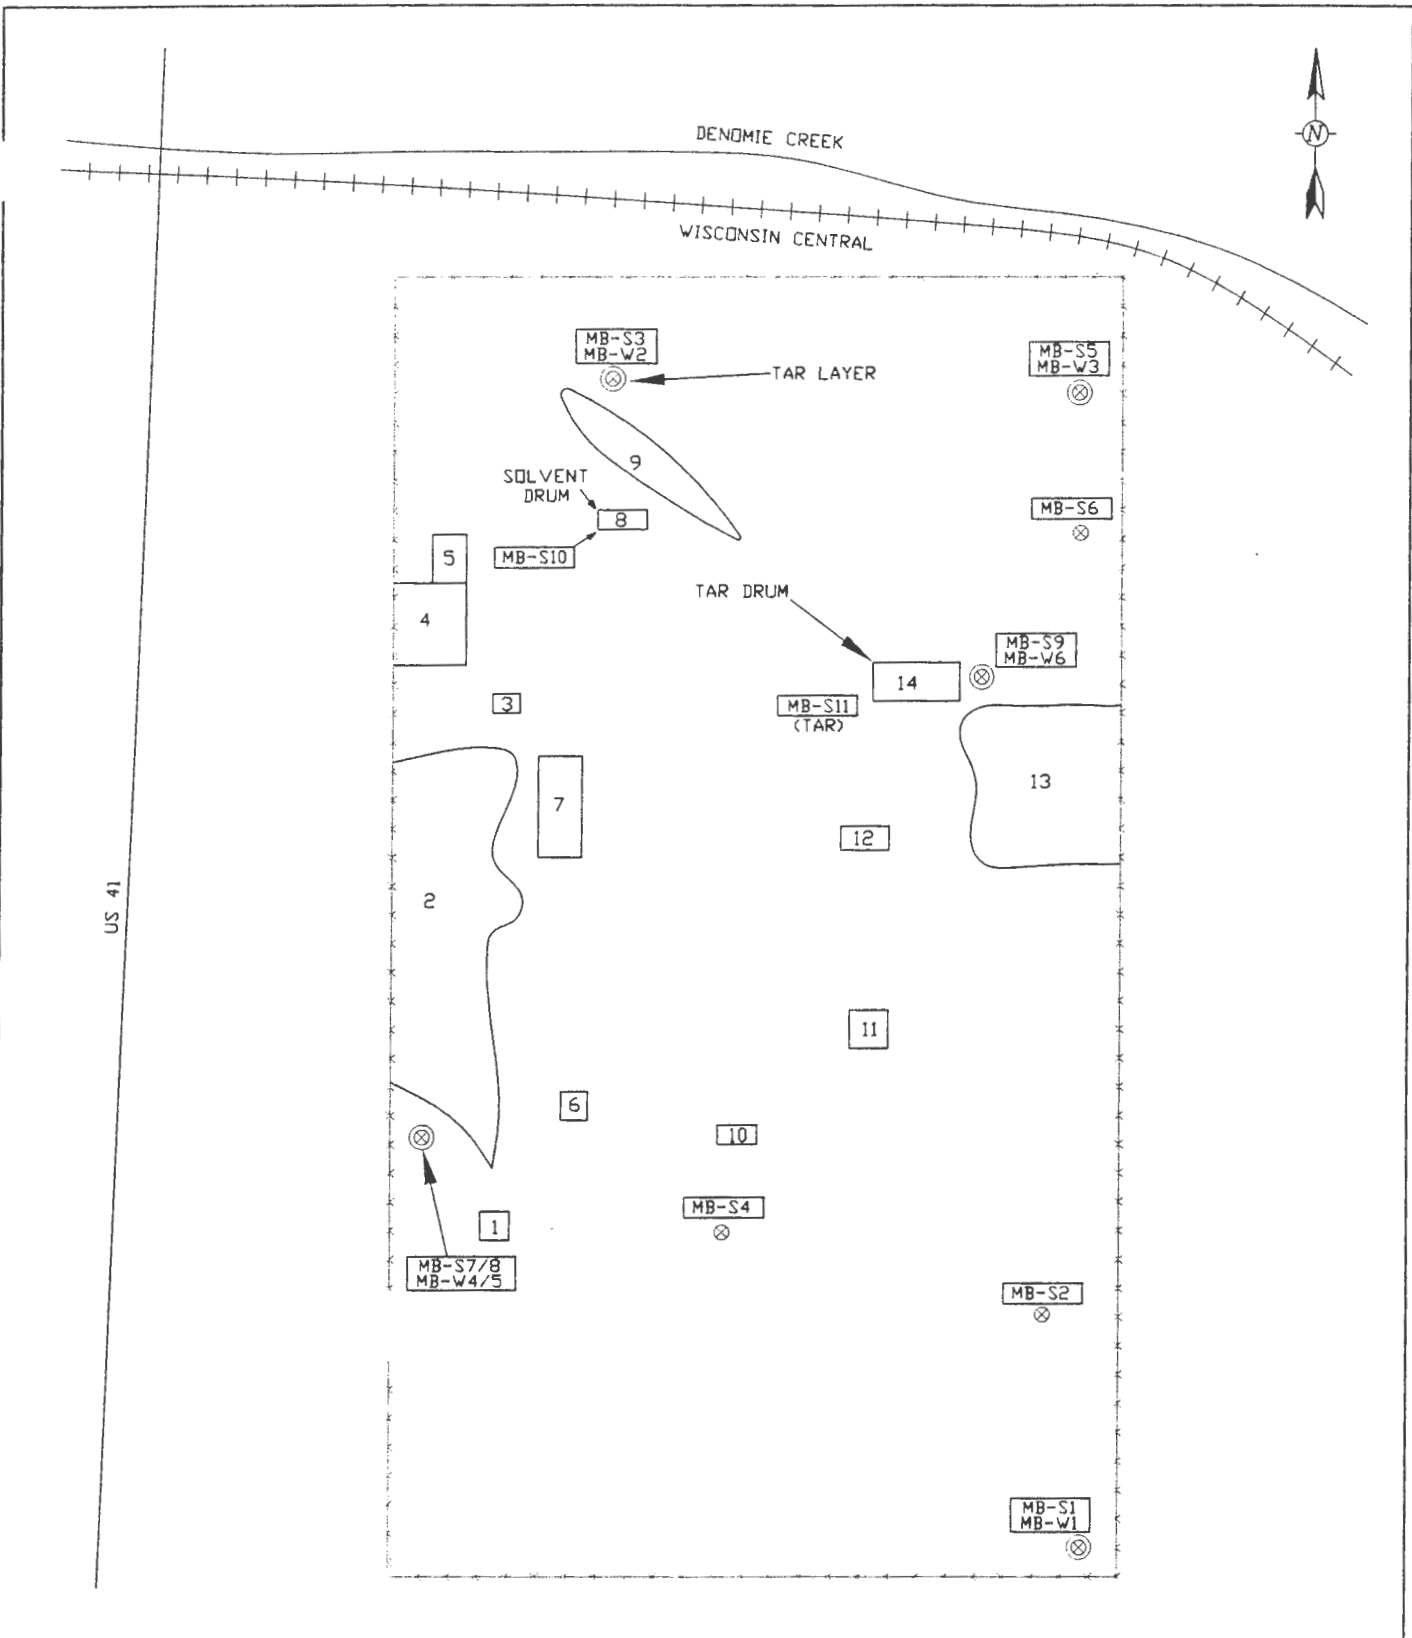 DENOMIE CREEK
N
WISCONSIN CENTRAL
MB-S3
MB-W2
TAR LAYER
MB-S5
MB-W3
9
SOLVENT
DRUM
8
MB-S6
5
MB-S10
TAR DRUM
4
MB-S9
MB-W6
14
3
MB-S11
(TAR)
13
7
12
2
US 41
11
6
10
MB-S4
1
MB-S7/8
MB-W4/5
MB-S2
MB-S1
MB-W1